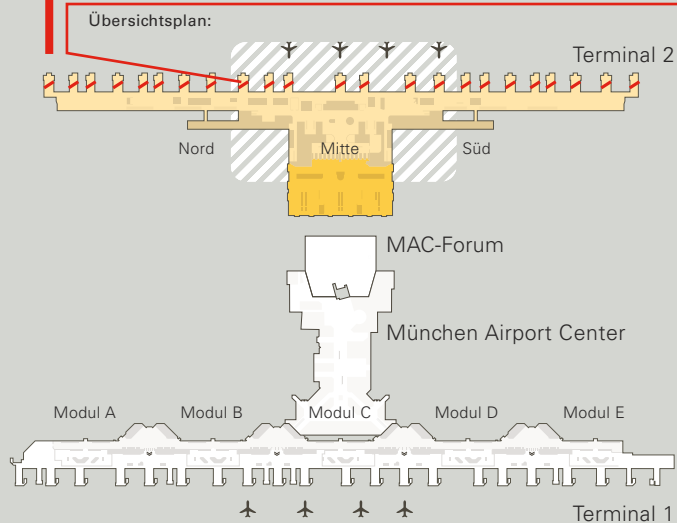 Übersichtsplan:
Terminal 2
Nord
Mitte
Süd
MAC-Forum
München Airport Center
Modul A
Modul B
Modul C
Modul D
Modul E
Terminal 1